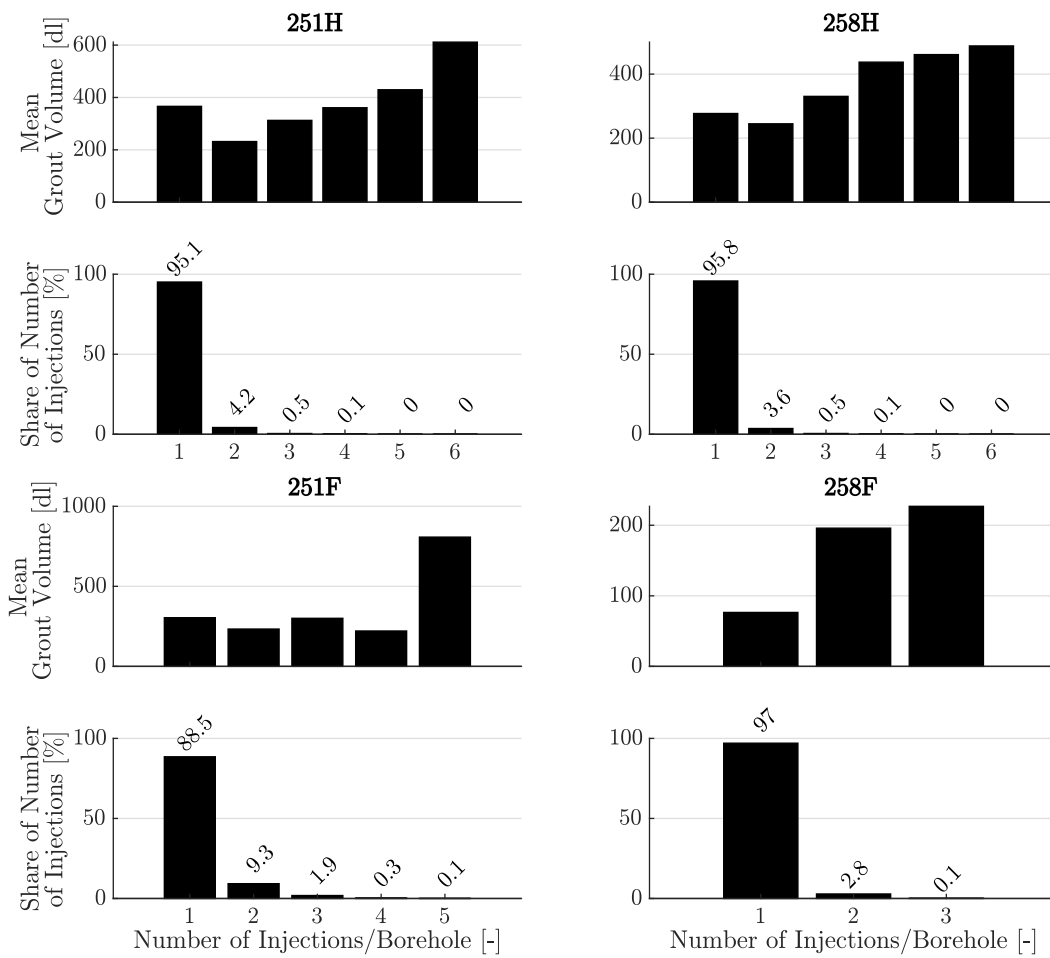 251H
Mean
Grout Volume [dl]
600
400
200
0
258H
400
200
0
Share of Number
of Injections [%]
100
50
0
95.1
4.2
0.5
0.1
0
0
1 2 3 4 5 6
100
50
0
95.8
3.6
0.5
0.1
0
0
1 2 3 4 5 6
251F
Mean
Grout Volume [dl]
1000
500
0
258F
200
100
0
Share of Number
of Injections [%]
100
50
0
88.5
9.3
1.9
0.3
0.1
1 2 3 4 5
Number of Injections/Borehole [-]
100
50
0
97
2.8
0.1
1 2 3
Number of Injections/Borehole [-]